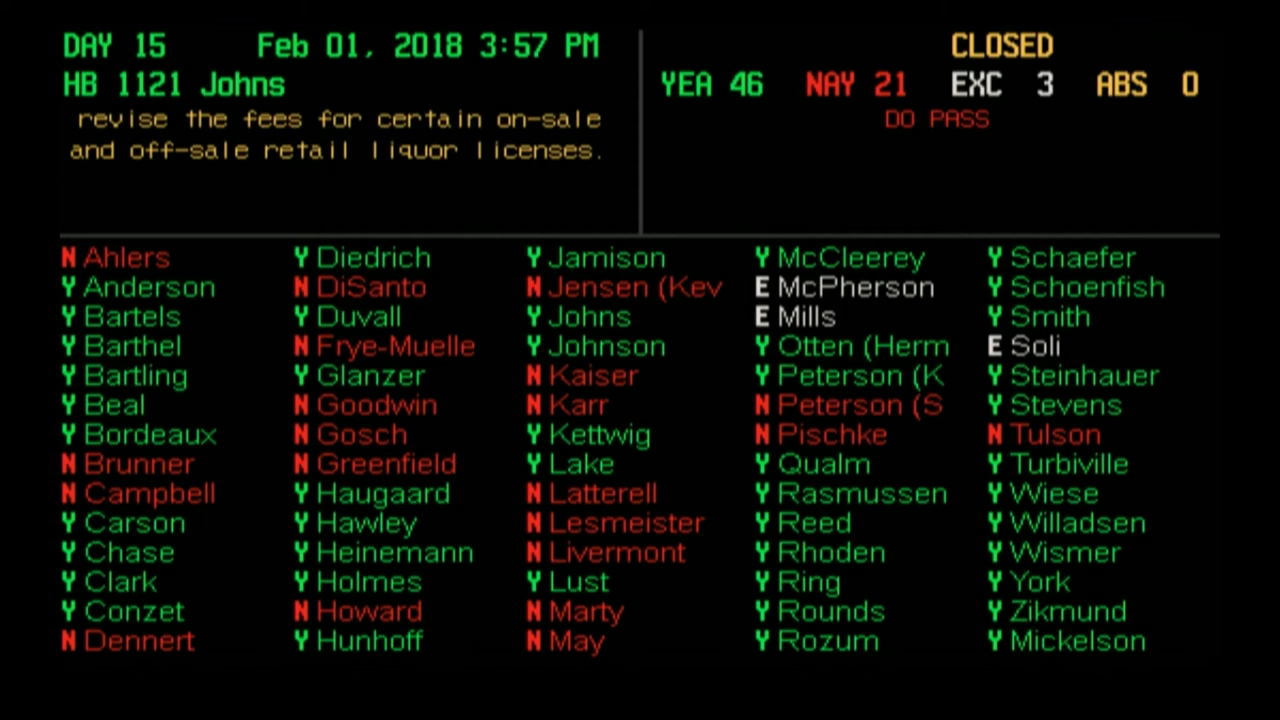 DAY 15 Feb 01, 2018 3:57 PM
HB 1121 Johns
revise the fees for certain on-sale
and off-sale retail liquor licenses.
CLOSED
YEA 46 NAY 21 EXC 3 ABS 0
DO PASS
N Ahlers
Y Anderson
Y Bartels
Y Barthel
Y Bartling
Y Beal
Y Bordeaux
N Brunner
N Campbell
Y Carson
Y Chase
Y Clark
Y Conzet
N Dennert
Y Diedrich
N DiSanto
Y Duvall
N Frye-Muelle
Y Glanzer
N Goodwin
N Gosch
N Greenfield
Y Haugaard
Y Hawley
Y Heinemann
Y Holmes
N Howard
Y Hunhoff
Y Jamison
N Jensen (Kev
Y Johns
Y Johnson
N Kaiser
N Karr
Y Kettwig
Y Lake
N Latterell
N Lesmeister
N Livermont
Y Lust
N Marty
N May
Y McCleerey
E McPherson
E Mills
Y Otten (Herm
Y Peterson (K
N Peterson (S
N Pischke
Y Qualm
Y Rasmussen
Y Reed
Y Rhoden
Y Ring
Y Rounds
Y Rozum
Y Schaefer
Y Schoenfish
Y Smith
E Soli
Y Steinhauer
Y Stevens
N Tulson
Y Turbiville
Y Wiese
Y Willadsen
Y Wismer
Y York
Y Zikmund
Y Mickelson